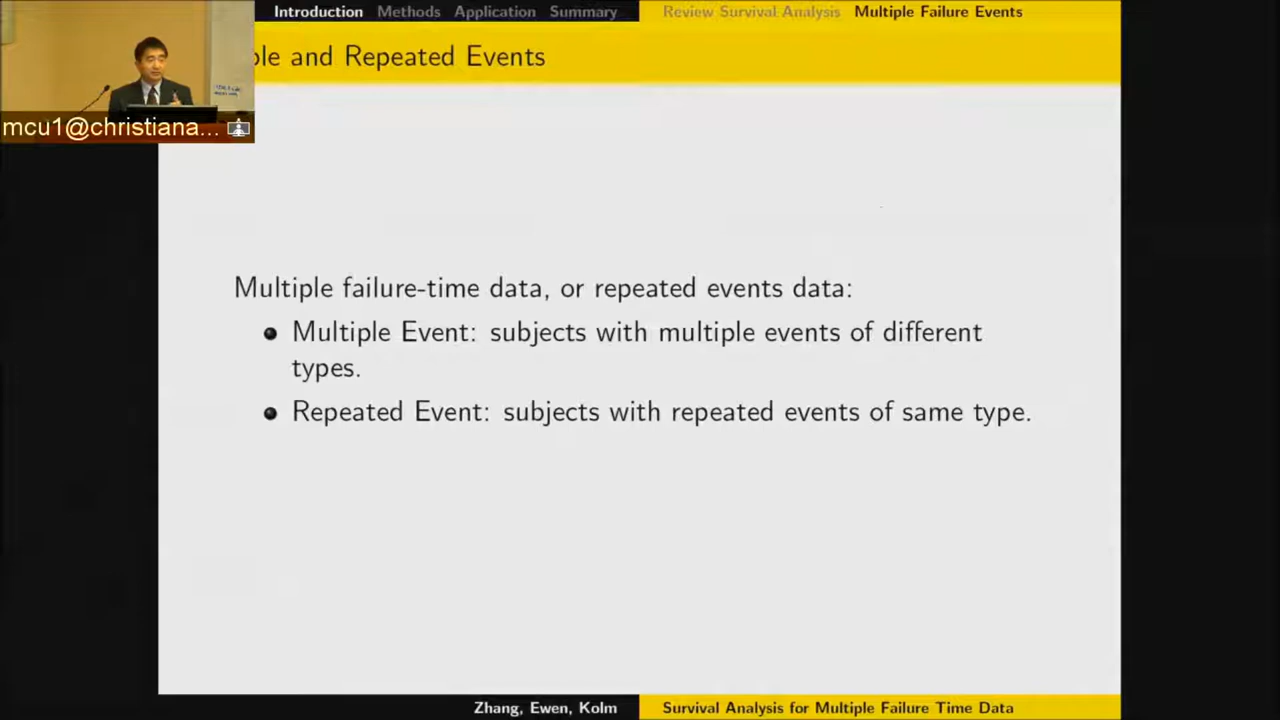 Introduction Methods Application Summary
Review Survival Analysis Multiple Failure Events
ple and Repeated Events
mcu1@christiana...
Multiple failure-time data, or repeated events data:
Multiple Event: subjects with multiple events of different
types.
Repeated Event: subjects with repeated events of same type.
Zhang, Ewen, Kolm
Survival Analysis for Multiple Failure Time Data